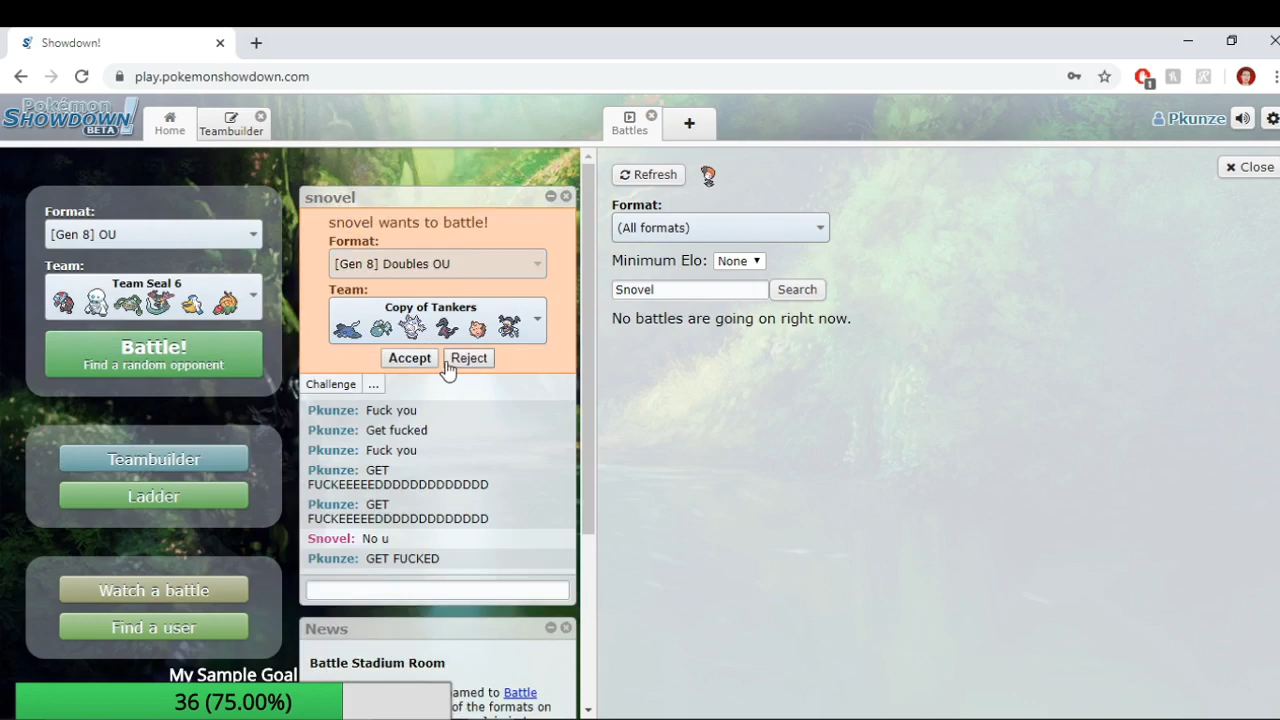 Showdown!
play.pokemonshowdown.com
1
Pokémon
SHOWDOWN!
BETA
Home
Teambuilder
Battles
Pkunze
Format:
[Gen 8] OU
Team:
Team Seal 6
Battle!
Find a random opponent
Teambuilder
Ladder
Watch a battle
Find a user
My Sample Goal
36 (75.00%)
snovel
snovel wants to battle!
Format:
[Gen 8] Doubles OU
Team:
Copy of Tankers
Accept
Reject
Challenge
...
Pkunze: Fuck you
Pkunze: Get fucked
Pkunze: Fuck you
Pkunze: GET
FUCKEEEEEDDDDDDDDDDDDD
Pkunze: GET
FUCKEEEEEDDDDDDDDDDDDD
Snovel: No u
Pkunze: GET FUCKED
News
Battle Stadium Room
amed to Battle
of the formats on
Refresh
Close
Format:
(All formats)
Minimum Elo: None
Snovel
Search
No battles are going on right now.